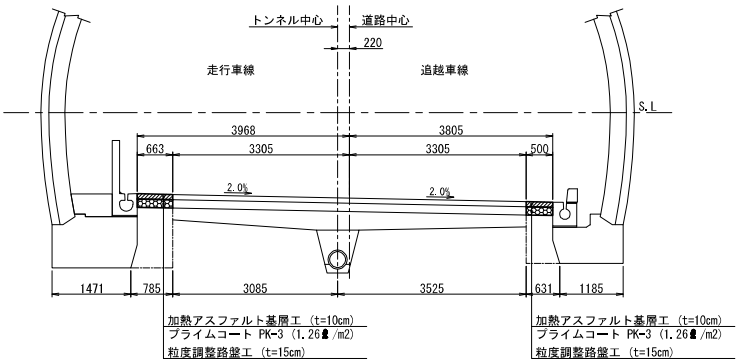 トンネル中心 道路中心
220
走行車線 追越車線
S.L
3968 3805
663 3305 3305 500
2.0% 2.0%
1471 785 3085 3525 631 1185
加熱アスファルト基層工 (t=10cm) 加熱アスファルト基層工 (t=10cm)
プライムコート PK-3 (1.26ℓ/m2) プライムコート PK-3 (1.26ℓ/m2)
粒度調整路盤工 (t=15cm) 粒度調整路盤工 (t=15cm)